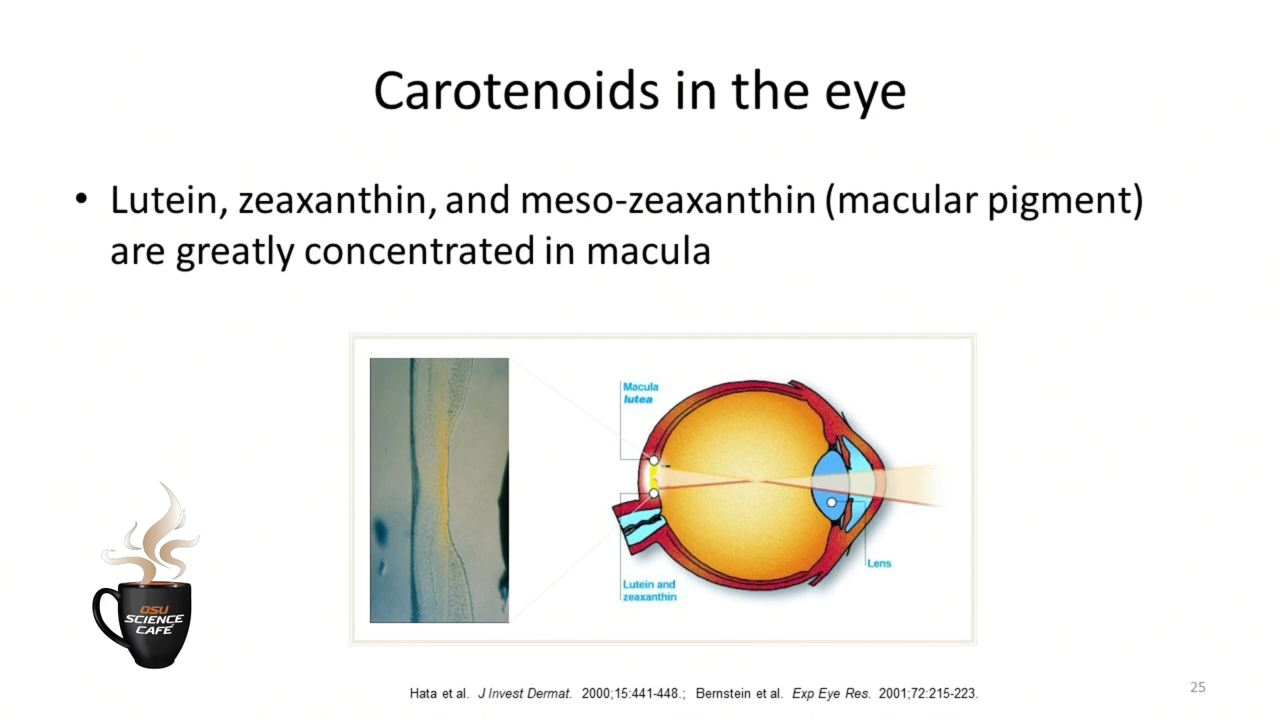 Carotenoids in the eye
• Lutein, zeaxanthin, and meso-zeaxanthin (macular pigment)
are greatly concentrated in macula
Macula
lutea
Lens
Lutein and
zeaxanthin
OSU
SCIENCE
CAFÉ
Hata et al. J Invest Dermat. 2000;15:441-448.; Bernstein et al. Exp Eye Res. 2001;72:215-223.
25